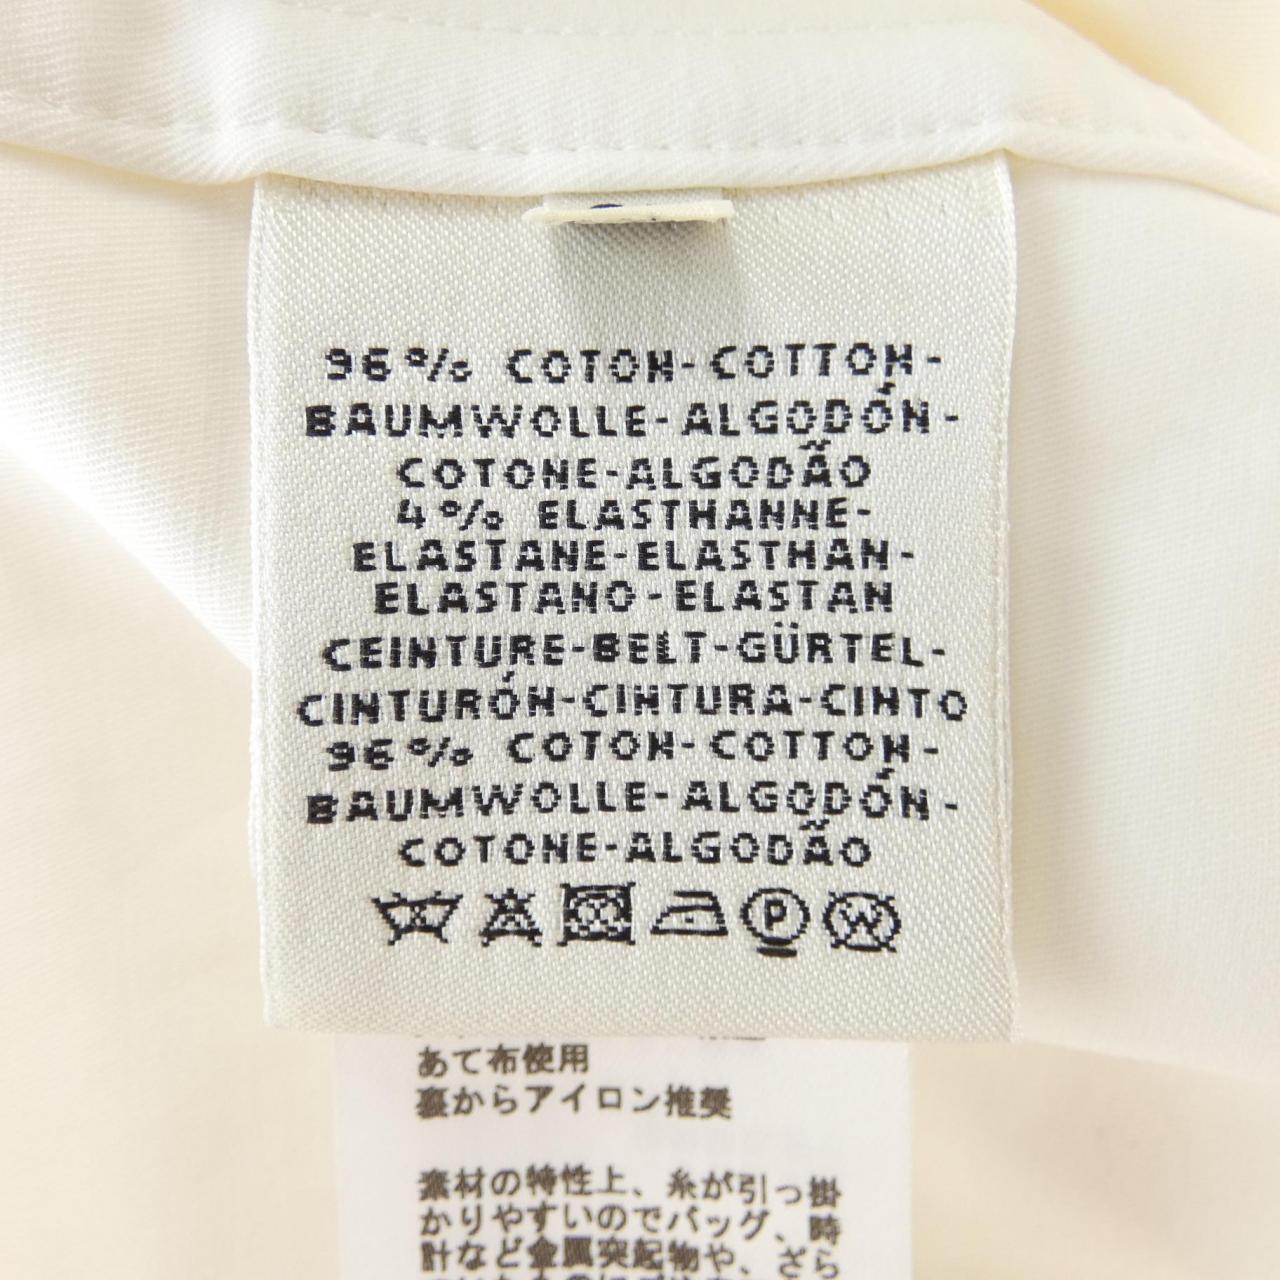 96% COTON-COTTON-
BAUMWOLLE-ALGODÓN-
COTONE-ALGODÃO
4% ELASTHANNE-
ELASTANE-ELASTHAN-
ELASTANO-ELASTAN
CEINTURE-BELT-GÜRTEL-
CINTURÓN-CINTURA-CINTO
96% COTON-COTTON-
BAUMWOLLE-ALGODÓN-
COTONE-ALGODÃO
P W
あて布使用
裏からアイロン推奨
素材の特性上、糸が引っ掛
かりやすいのでバッグ、時
計など金属突起物や、ざら